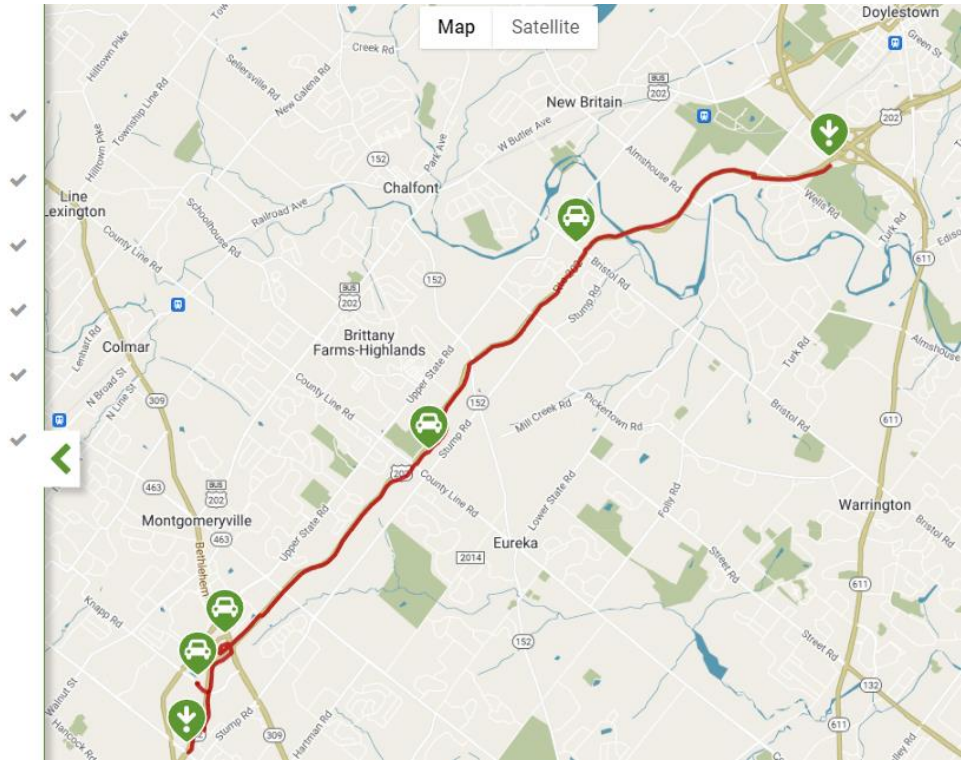 Map
Satellite
Doylestown
Hilltown Pike
Sellersville Rd
Creek Rd
Green St
Township Line Rd
New Galena Rd
BUS
202
New Britain
202
W Butler Ave
Park Ave
152
Almshouse Rd
Hilltown Pike
Chalfont
Line
Lexington
Schoolhouse Rd
Railroad Ave
Wells Rd
Turk Rd
County Line Rd
152
Bristol Rd
611
BUS
202
Stump Rd
Lenhart Rd
Colmar
Brittany
Farms-Highlands
Upper State Rd
Turk Rd
Almshouse
N Broad St
N Line St
309
County Line Rd
152
Mill Creek Rd
Pickertown Rd
Bristol Rd
611
Stump Rd
463
BUS
202
County Line Rd
Lower State Rd
Folly Rd
Warrington
Montgomeryville
463
Upper State Rd
Eureka
Bristol Rd
Bethlehem
2014
Street Rd
611
Knapp Rd
152
Street Rd
Walnut St
132
Hancock Rd
Stump Rd
309
Hartman Rd
611